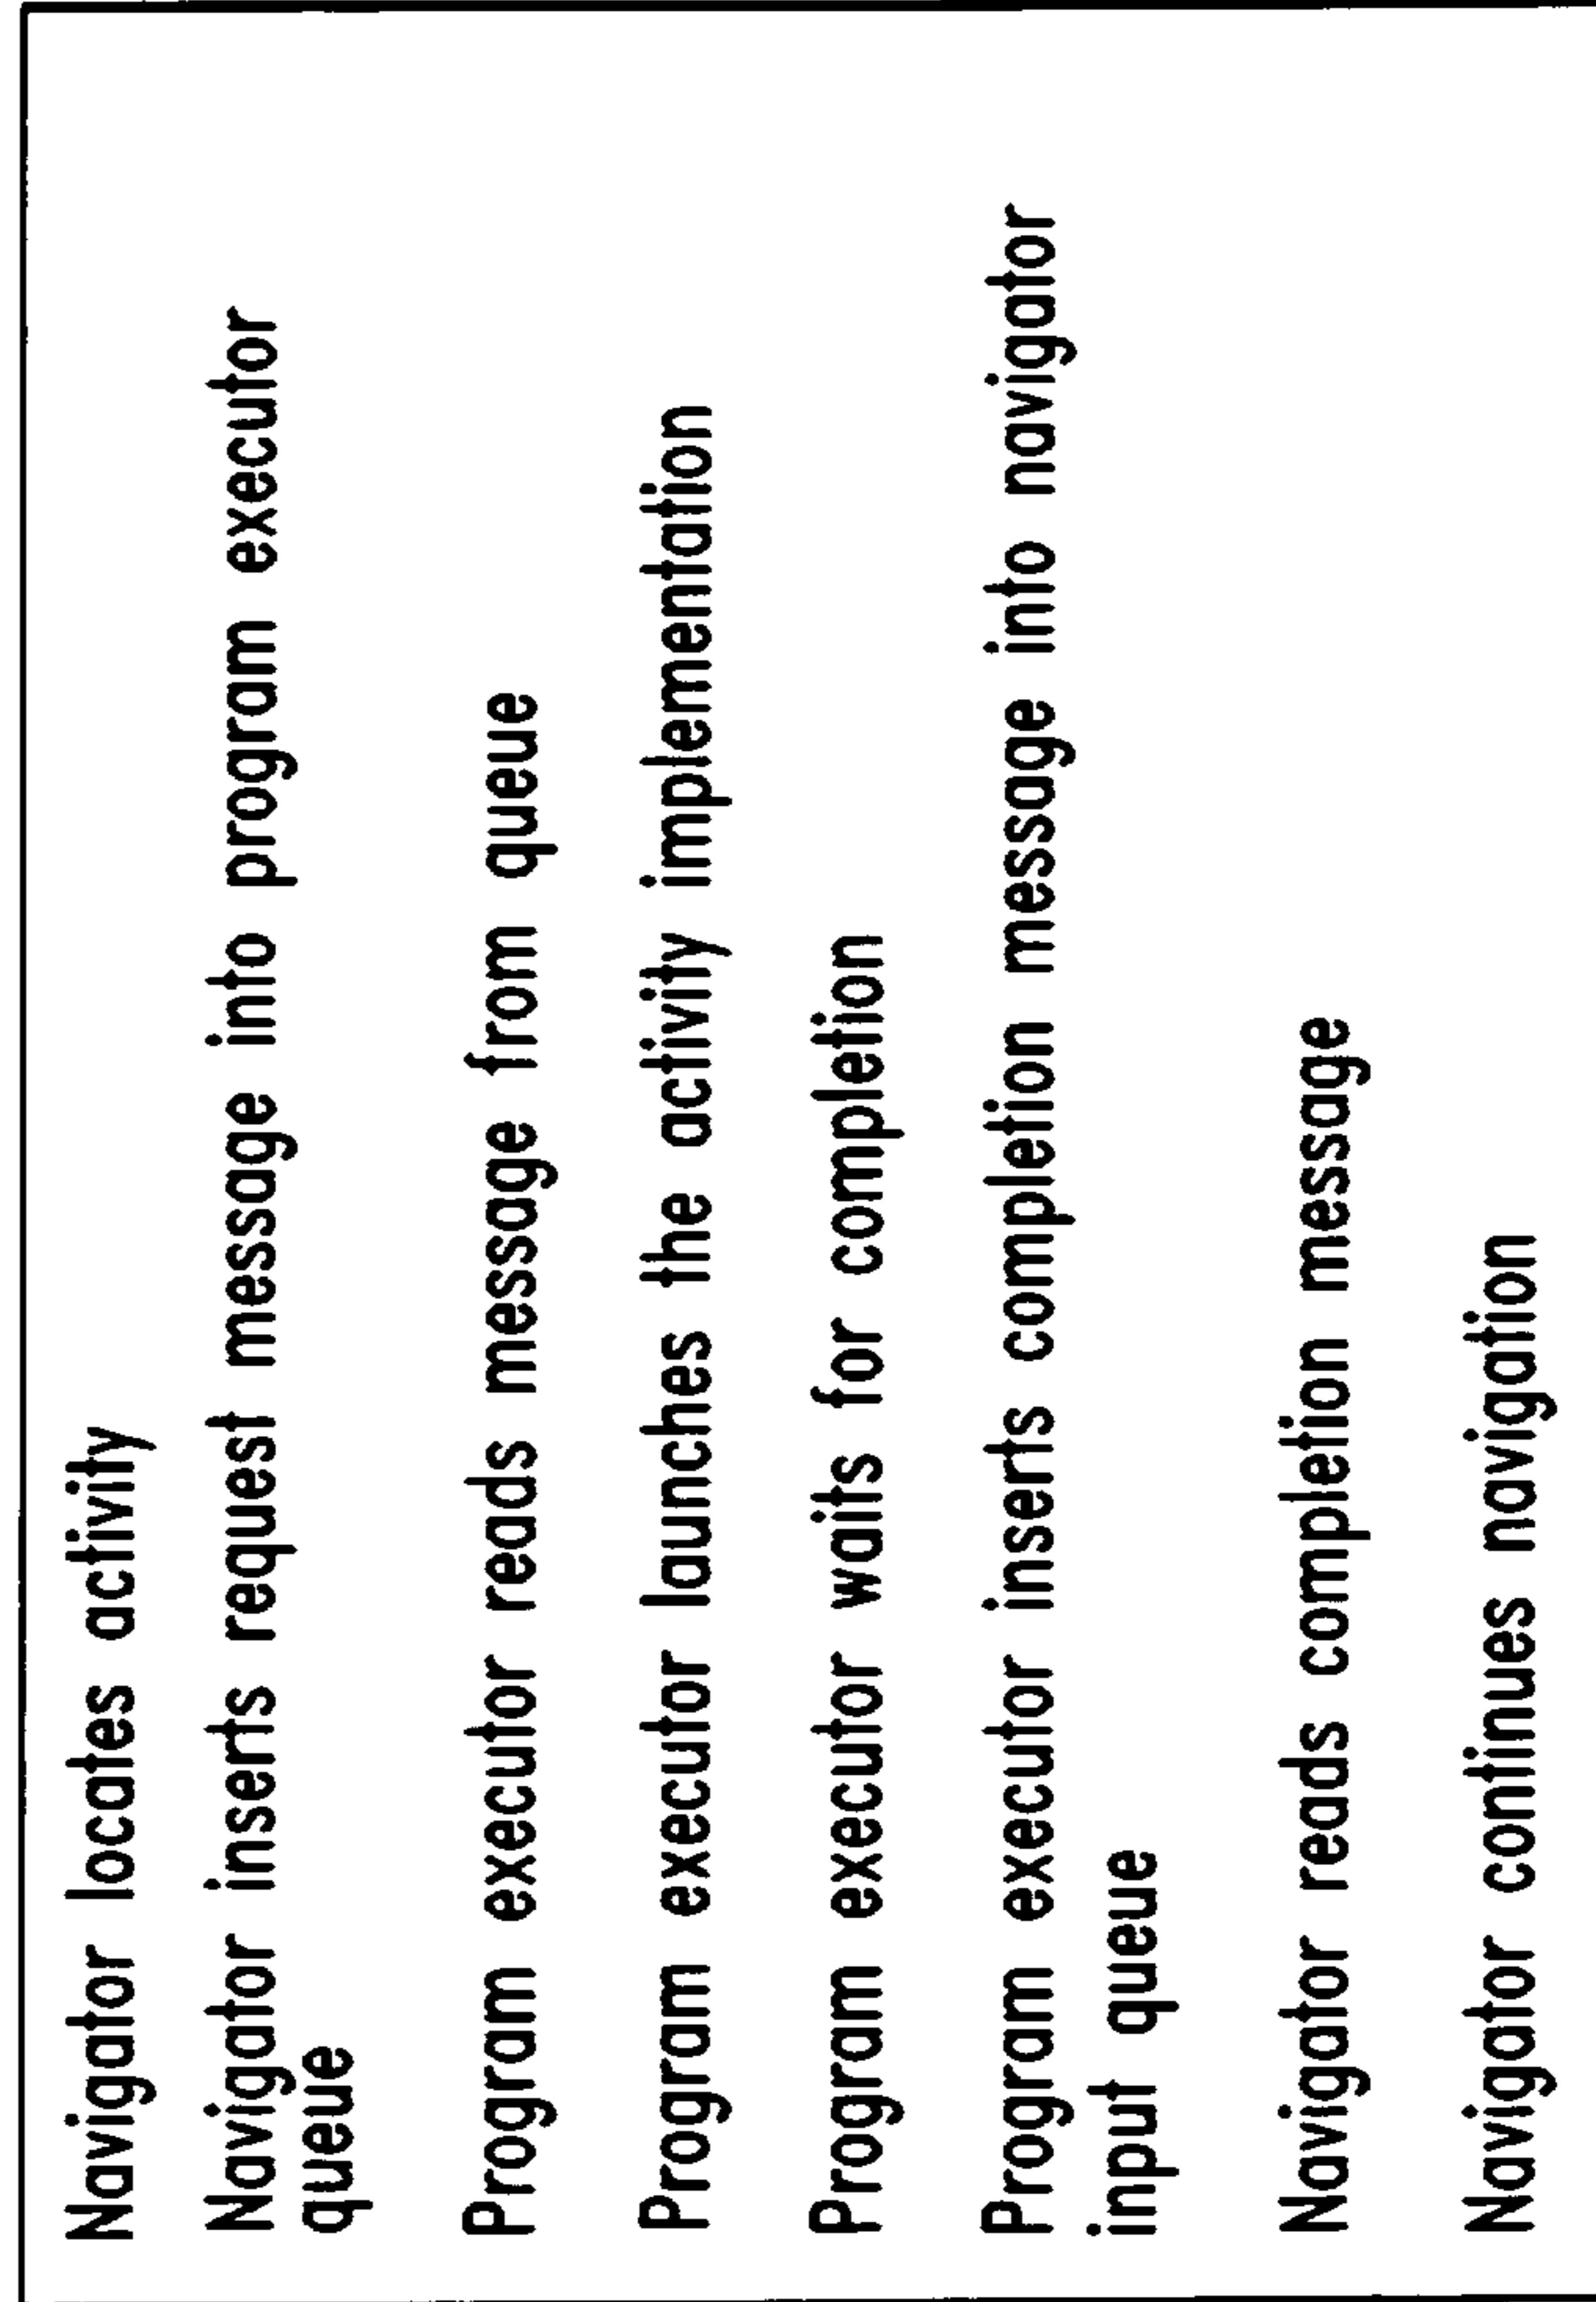 Navigator locates activity
Navigator inserts request message into program executor
queue
Program executor reads message from queue
Program executor launches the activity implementation
Program executor waits for completion
Program executor inserts completion message into navigator
input queue
Navigator reads completion message
Navigator continues navigation